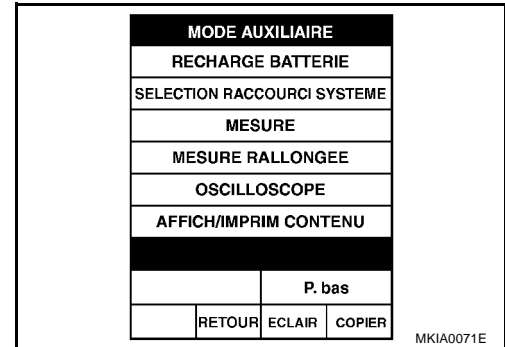 MODE AUXILIAIRE
RECHARGE BATTERIE
SELECTION RACCOURCI SYSTEME
MESURE
MESURE RALLONGEE
OSCILLOSCOPE
AFFICH/IMPRIM CONTENU
P. bas
RETOUR ECLAIR COPIER
MKIA0071E